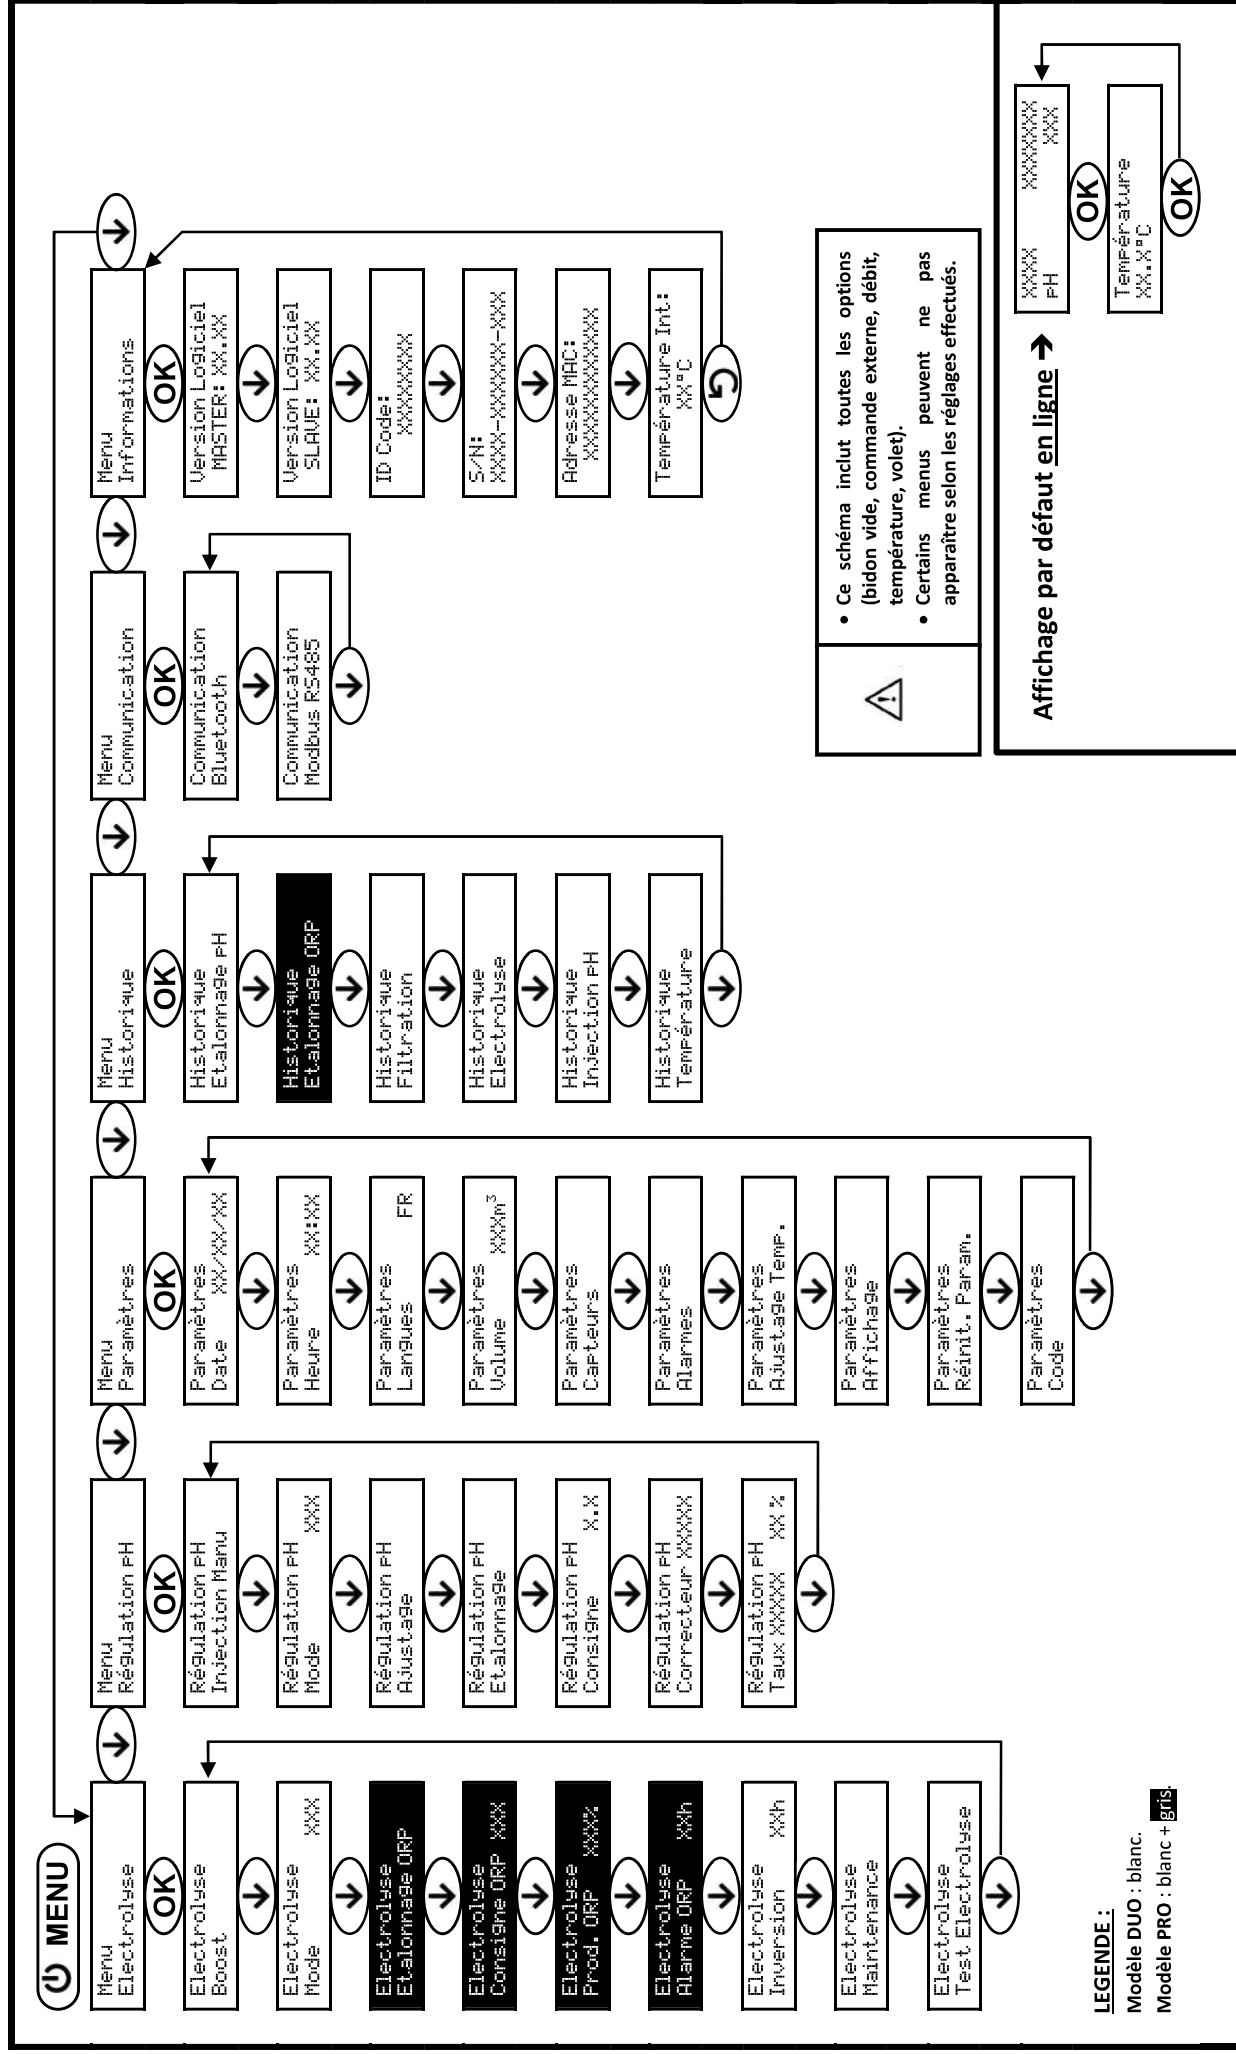 MENU
Menu
Electrolyse
OK
Electrolyse
Boost
Electrolyse
Mode XXX
Electrolyse
Etalonnage ORP
Electrolyse
Consigne ORP XXX
Electrolyse
Prod. ORP XXX%
Electrolyse
Alarme ORP XXh
Electrolyse
Inversion XXh
Electrolyse
Maintenance
Electrolyse
Test Electrolyse
Menu
Régulation pH
OK
Régulation pH
Injection Manu
Régulation pH
Mode XXX
Régulation pH
Ajustage
Régulation pH
Etalonnage
Régulation pH
Consigne X.X
Régulation pH
Correcteur XXXXX
Régulation pH
Taux XXXXX XX %
Menu
Paramètres
OK
Paramètres
Date XX/XX/XX
Paramètres
Heure XX:XX
Paramètres
Langues FR
Paramètres
Volume XXXm³
Paramètres
Capteurs
Paramètres
Alarmes
Paramètres
Ajustage Temp.
Paramètres
Affichage
Paramètres
Réinit. Param.
Paramètres
Code
Menu
Historique
OK
Historique
Etalonnage pH
Historique
Etalonnage ORP
Historique
Filtration
Historique
Electrolyse
Historique
Injection pH
Historique
Température
Menu
Communication
OK
Communication
Bluetooth
Communication
Modbus RS485
Menu
Informations
OK
Version Logiciel
MASTER: XX.XX
Version Logiciel
SLAVE: XX.XX
ID Code:
XXXXXXXX
S/N:
XXXX-XXXXXX-XXX
Adrese MAC:
XXXXXXXXXXXX
Température Int:
XX°C
• Ce schéma inclut toutes les options
(bidon vide, commande externe, débit,
température, volet).
• Certains menus peuvent ne pas
apparaître selon les réglages effectués.
LEGENDE :
Modèle DUO : blanc.
Modèle PRO : blanc + gris.
Affichage par défaut en ligne →
XXXX XXXXXXXX
pH XXX
OK
Température
XX.X°C
OK